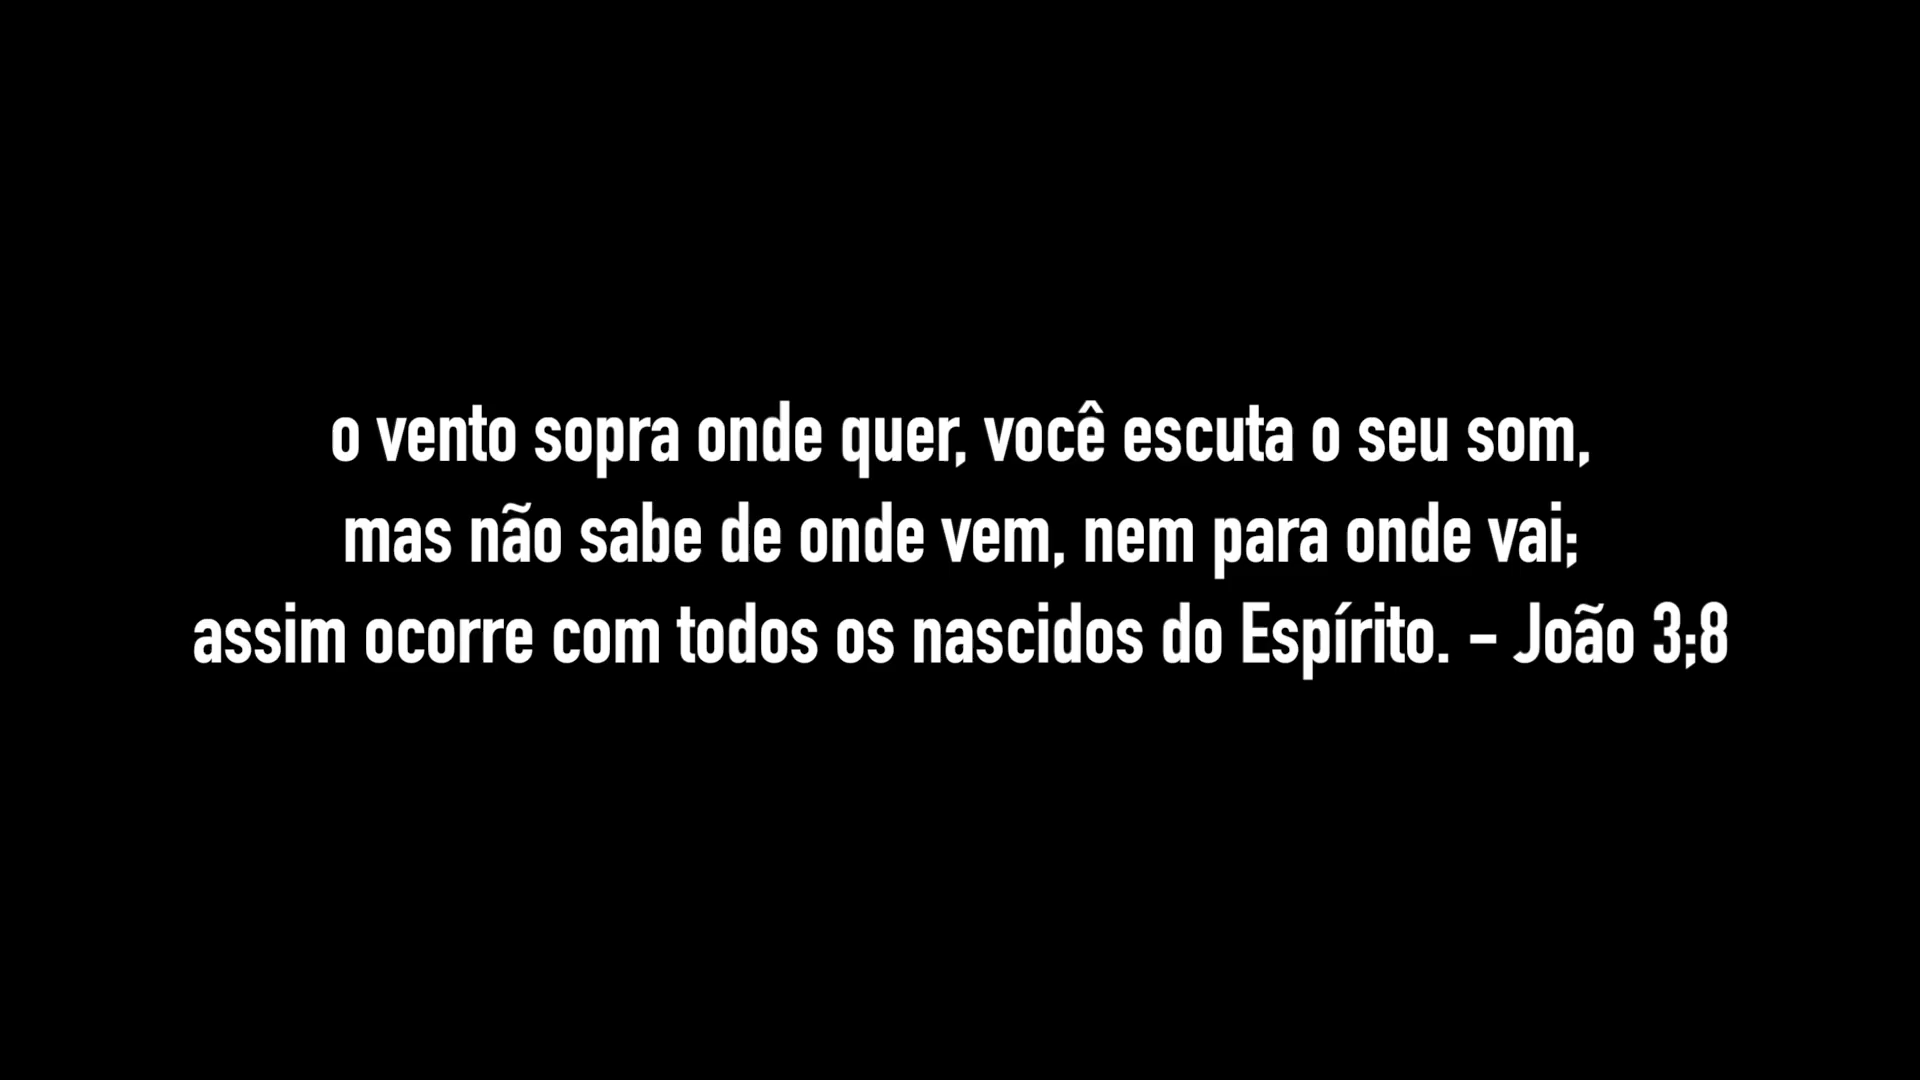 o vento sopra onde quer, você escuta o seu som,
mas não sabe de onde vem, nem para onde vai;
assim ocorre com todos os nascidos do Espírito. – João 3;8